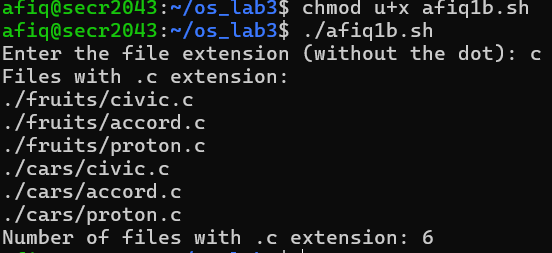 afiq@secr2043:~/os_lab3$ chmod u+x afiq1b.sh
afiq@secr2043:~/os_lab3$ ./afiq1b.sh
Enter the file extension (without the dot): c
Files with .c extension:
./fruits/civic.c
./fruits/accord.c
./fruits/proton.c
./cars/civic.c
./cars/accord.c
./cars/proton.c
Number of files with .c extension: 6